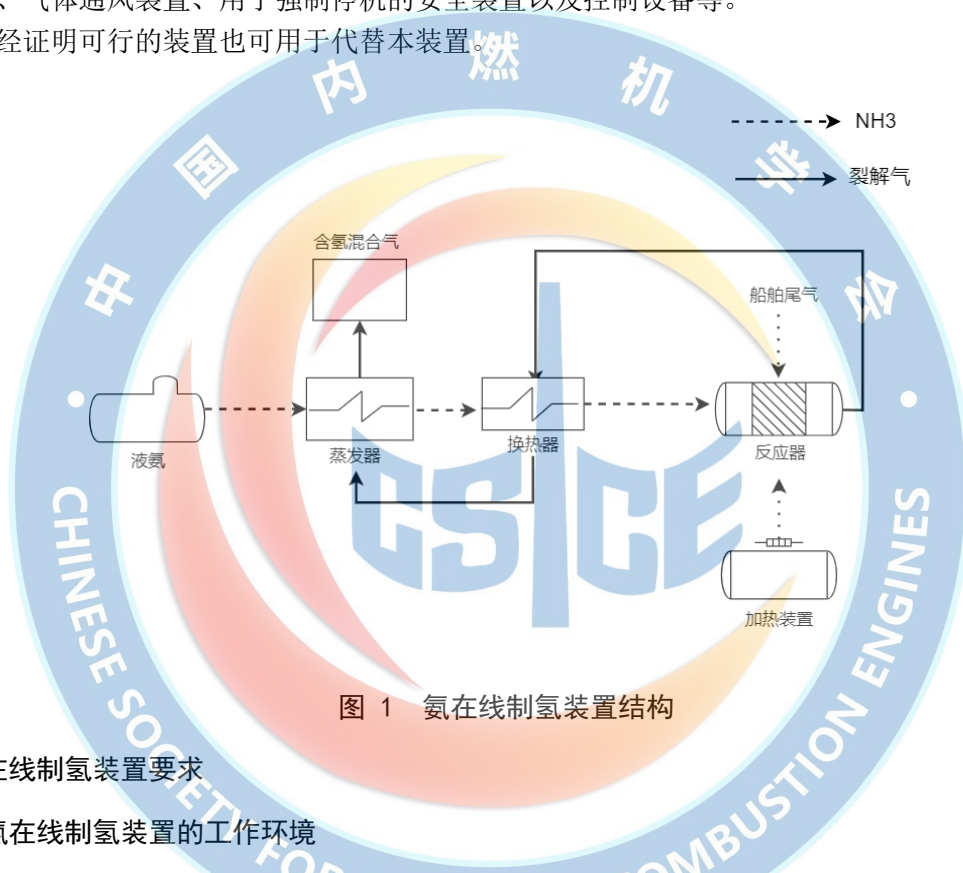 、气体通风装置、用于强制停机的安全装置以及控制设备等。
经证明可行的装置也可用于代替本装置。
中国内燃机学会
NH3
裂解气
含氢混合气
船舶尾气
液氨
蒸发器
换热器
反应器
加热装置
CSICE
图 1 氨在线制氢装置结构
在线制氢装置要求
氨在线制氢装置的工作环境
CHINESE SOCIETY FOR
OMBUSTION ENGINES